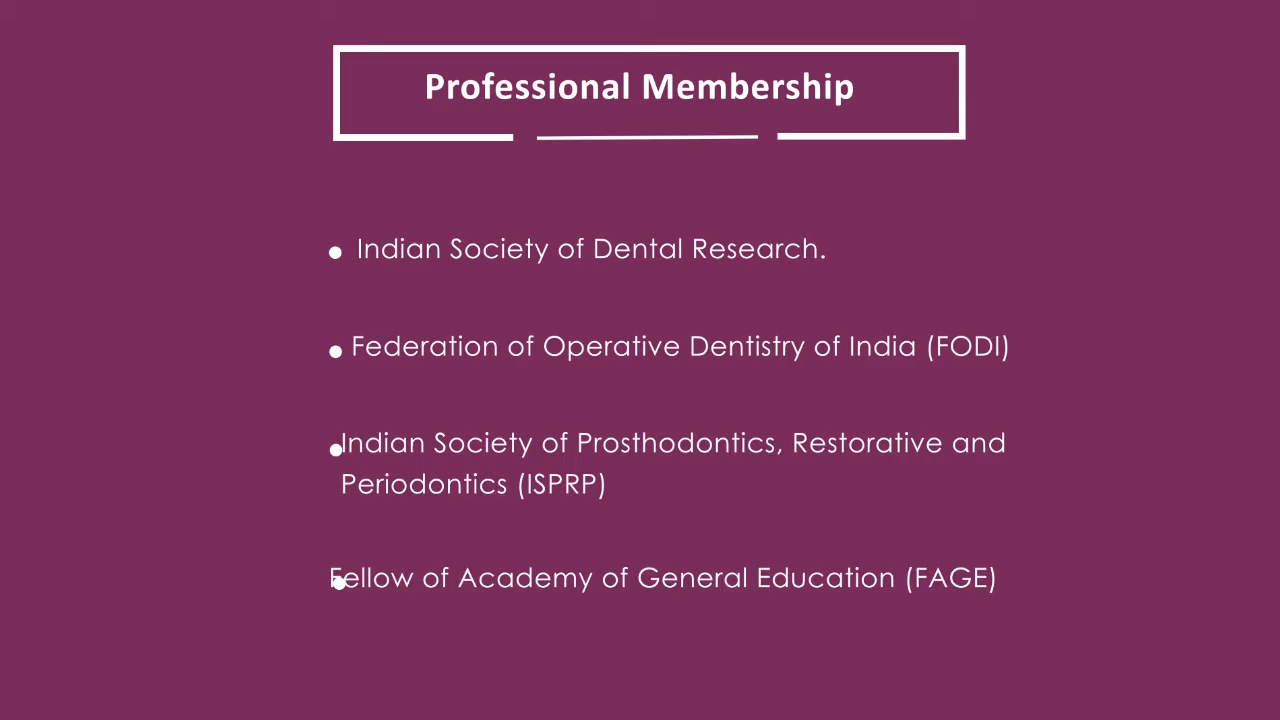 Professional Membership
• Indian Society of Dental Research.
• Federation of Operative Dentistry of India (FODI)
• Indian Society of Prosthodontics, Restorative and
Periodontics (ISPRP)
• Fellow of Academy of General Education (FAGE)